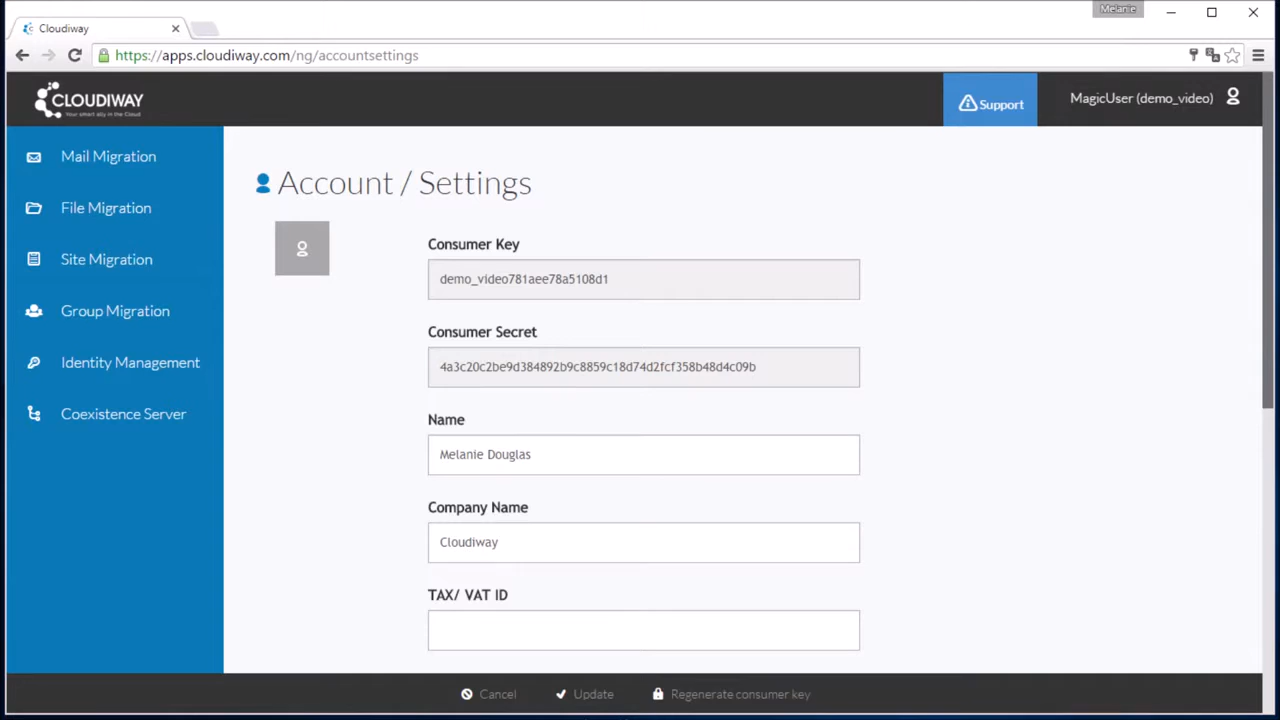 Melanie
Cloudiway
https://apps.cloudiway.com/ng/accountsettings
CLOUDIWAY
Your smart ally in the Cloud
Support
MagicUser (demo_video)
Mail Migration
File Migration
Site Migration
Group Migration
Identity Management
Coexistence Server
Account / Settings
Consumer Key
demo_video781aee78a5108d1
Consumer Secret
4a3c20c2be9d384892b9c8859c18d74d2fcf358b48d4c09b
Name
Melanie Douglas
Company Name
Cloudiway
TAX/ VAT ID
Cancel
Update
Regenerate consumer key